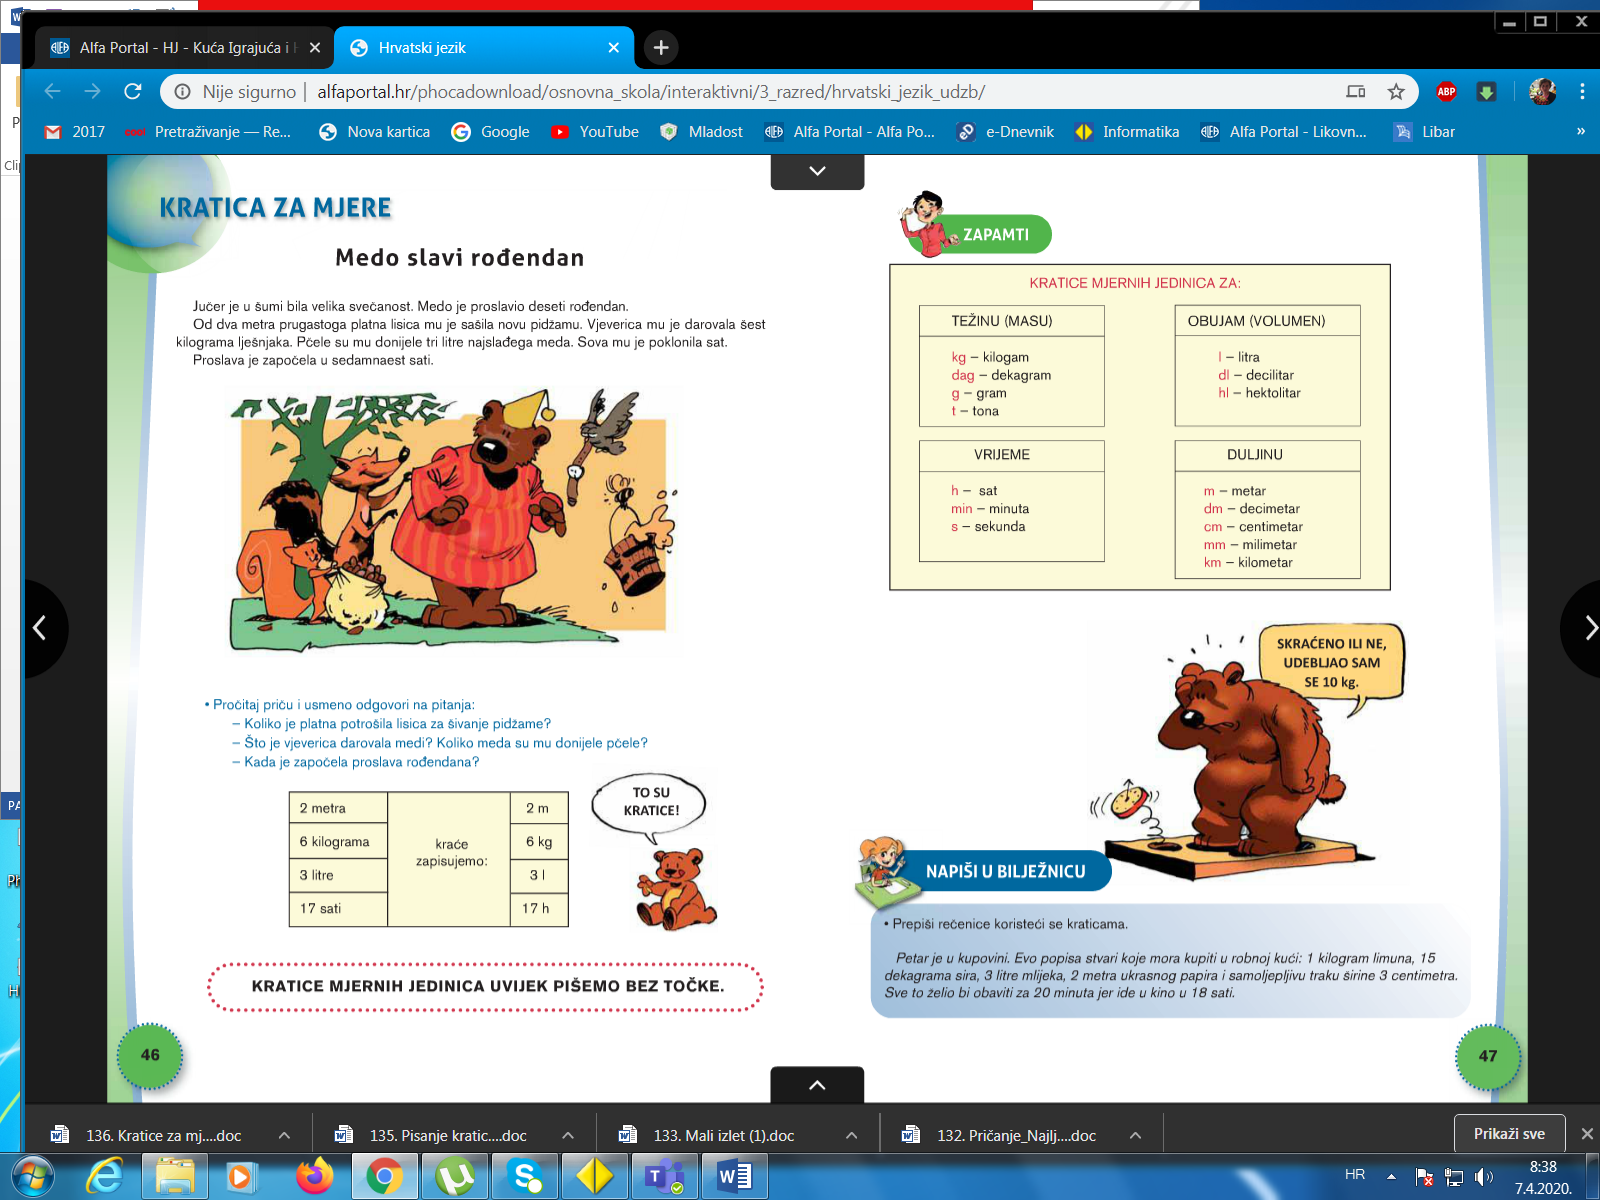 Alfa Portal - HJ - Kuća Igrajuća i
Hrvatski jezik
Nije sigurno | alfaportal.hr/phocadownload/osnovna_skola/interaktivni/3_razred/hrvatski_jezik_udzb/
2017 Pretraživanje — Re... Nova kartica Google YouTube Mladost Alfa Portal - Alfa Po... e-Dnevnik Informatika Alfa Portal - Likovn... Libar »
KRATICA ZA MJERE
Medo slavi rođendan
Jučer je u šumi bila velika svečanost. Medo je proslavio deseti rođendan.
Od dva metra prugastoga platna lisica mu je sašila novu pidžamu. Vjeverica mu je darovala šest
kilograma lješnjaka. Pčele su mu donijele tri litre najslađega meda. Sova mu je poklonila sat.
Proslava je započela u sedamnaest sati.
• Pročitaj priču i usmeno odgovori na pitanja:
– Koliko je platna potrošila lisica za šivanje pidžame?
– Što je vjeverica darovala medi? Koliko meda su mu donijele pčele?
– Kada je započela proslava rođendana?
2 metra
6 kilograma
3 litre
17 sati
kraće
zapisujemo:
2 m
6 kg
3 l
17 h
TO SU
KRATICE!
KRATICE MJERNIH JEDINICA UVIJEK PIŠEMO BEZ TOČKE.
46
ZAPAMTI
KRATICE MJERNIH JEDINICA ZA:
TEŽINU (MASU)
kg – kilogam
dag – dekagram
g – gram
t – tona
OBUJAM (VOLUMEN)
l – litra
dl – decilitar
hl – hektolitar
VRIJEME
h – sat
min – minuta
s – sekunda
DULJINU
m – metar
dm – decimetar
cm – centimetar
mm – milimetar
km – kilometar
SKRAĆENO ILI NE,
UDEBLJAO SAM
SE 10 kg.
NAPIŠI U BILJEŽNICU
• Prepiši rečenice koristeći se kraticama.
Petar je u kupovini. Evo popisa stvari koje mora kupiti u robnoj kući: 1 kilogram limuna, 15
dekagrama sira, 3 litre mlijeka, 2 metra ukrasnog papira i samoljepljivu traku širine 3 centimetra.
Sve to želio bi obaviti za 20 minuta jer ide u kino u 18 sati.
47
136. Kratice za mj....doc
135. Pisanje kratic....doc
133. Mali izlet (1).doc
132. Pričanje_Najlj....doc
Prikaži sve
HR
8:38
7.4.2020.